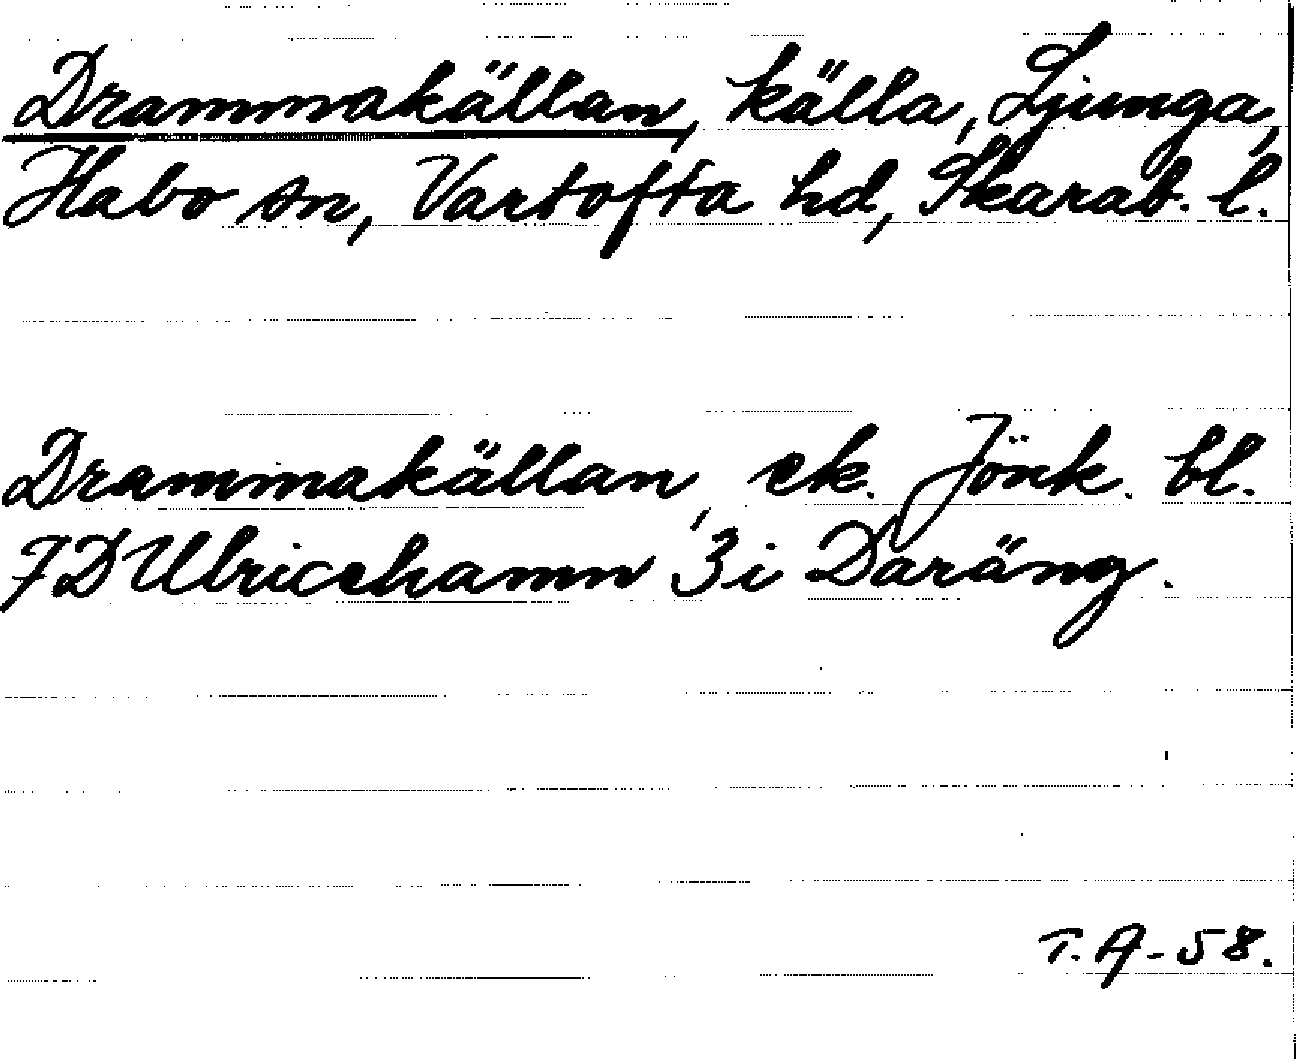 Drammakällan, källa, Ljunga,
Habo sn, Vartofta hd, Skarab. l.
Drammakällan, ek. Jönk. bl.
7D Ulricehamn 3i Daräng.
T. A-58.